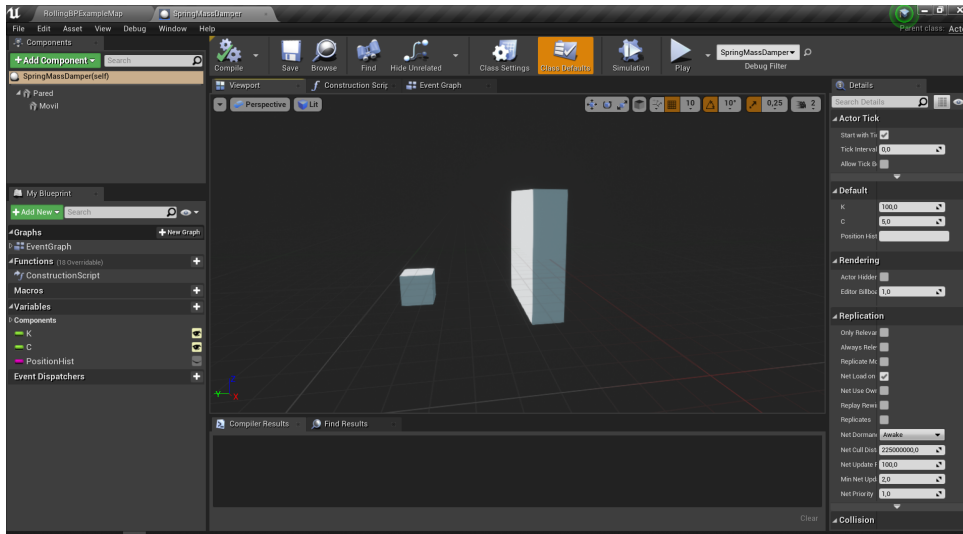 RollingBPExampleMap
SpringMassDamper
File Edit Asset View Debug Window Help
Parent class: Acto
Components
+Add Component
Search
SpringMassDamper(self)
Pared
Movil
Compile
Save
Browse
Find
Hide Unrelated
Class Settings
Class Defaults
Simulation
Play
SpringMassDamper
Debug Filter
Viewport
Construction Scrip
Event Graph
Perspective
Lit
10
10°
0,25
2
My Blueprint
+Add New
Search
Graphs
+New Graph
EventGraph
Functions (18 Overridable)
ConstructionScript
Macros
Variables
Components
K
C
PositionHist
Event Dispatchers
Z
Y X
Compiler Results
Find Results
Clear
Details
Search Details
Actor Tick
Start with Tic
Tick Interval 0,0
Allow Tick B
Default
K 100,0
C 5,0
Position Hist
Rendering
Actor Hidder
Editor Billboa 1,0
Replication
Only Relevar
Always Rele
Replicate Mc
Net Load on
Net Use Owr
Replay Rewi
Replicates
Net Dorman Awake
Net Cull Dist 225000000,0
Net Update F 100,0
Min Net Upd 2,0
Net Priority 1,0
Collision